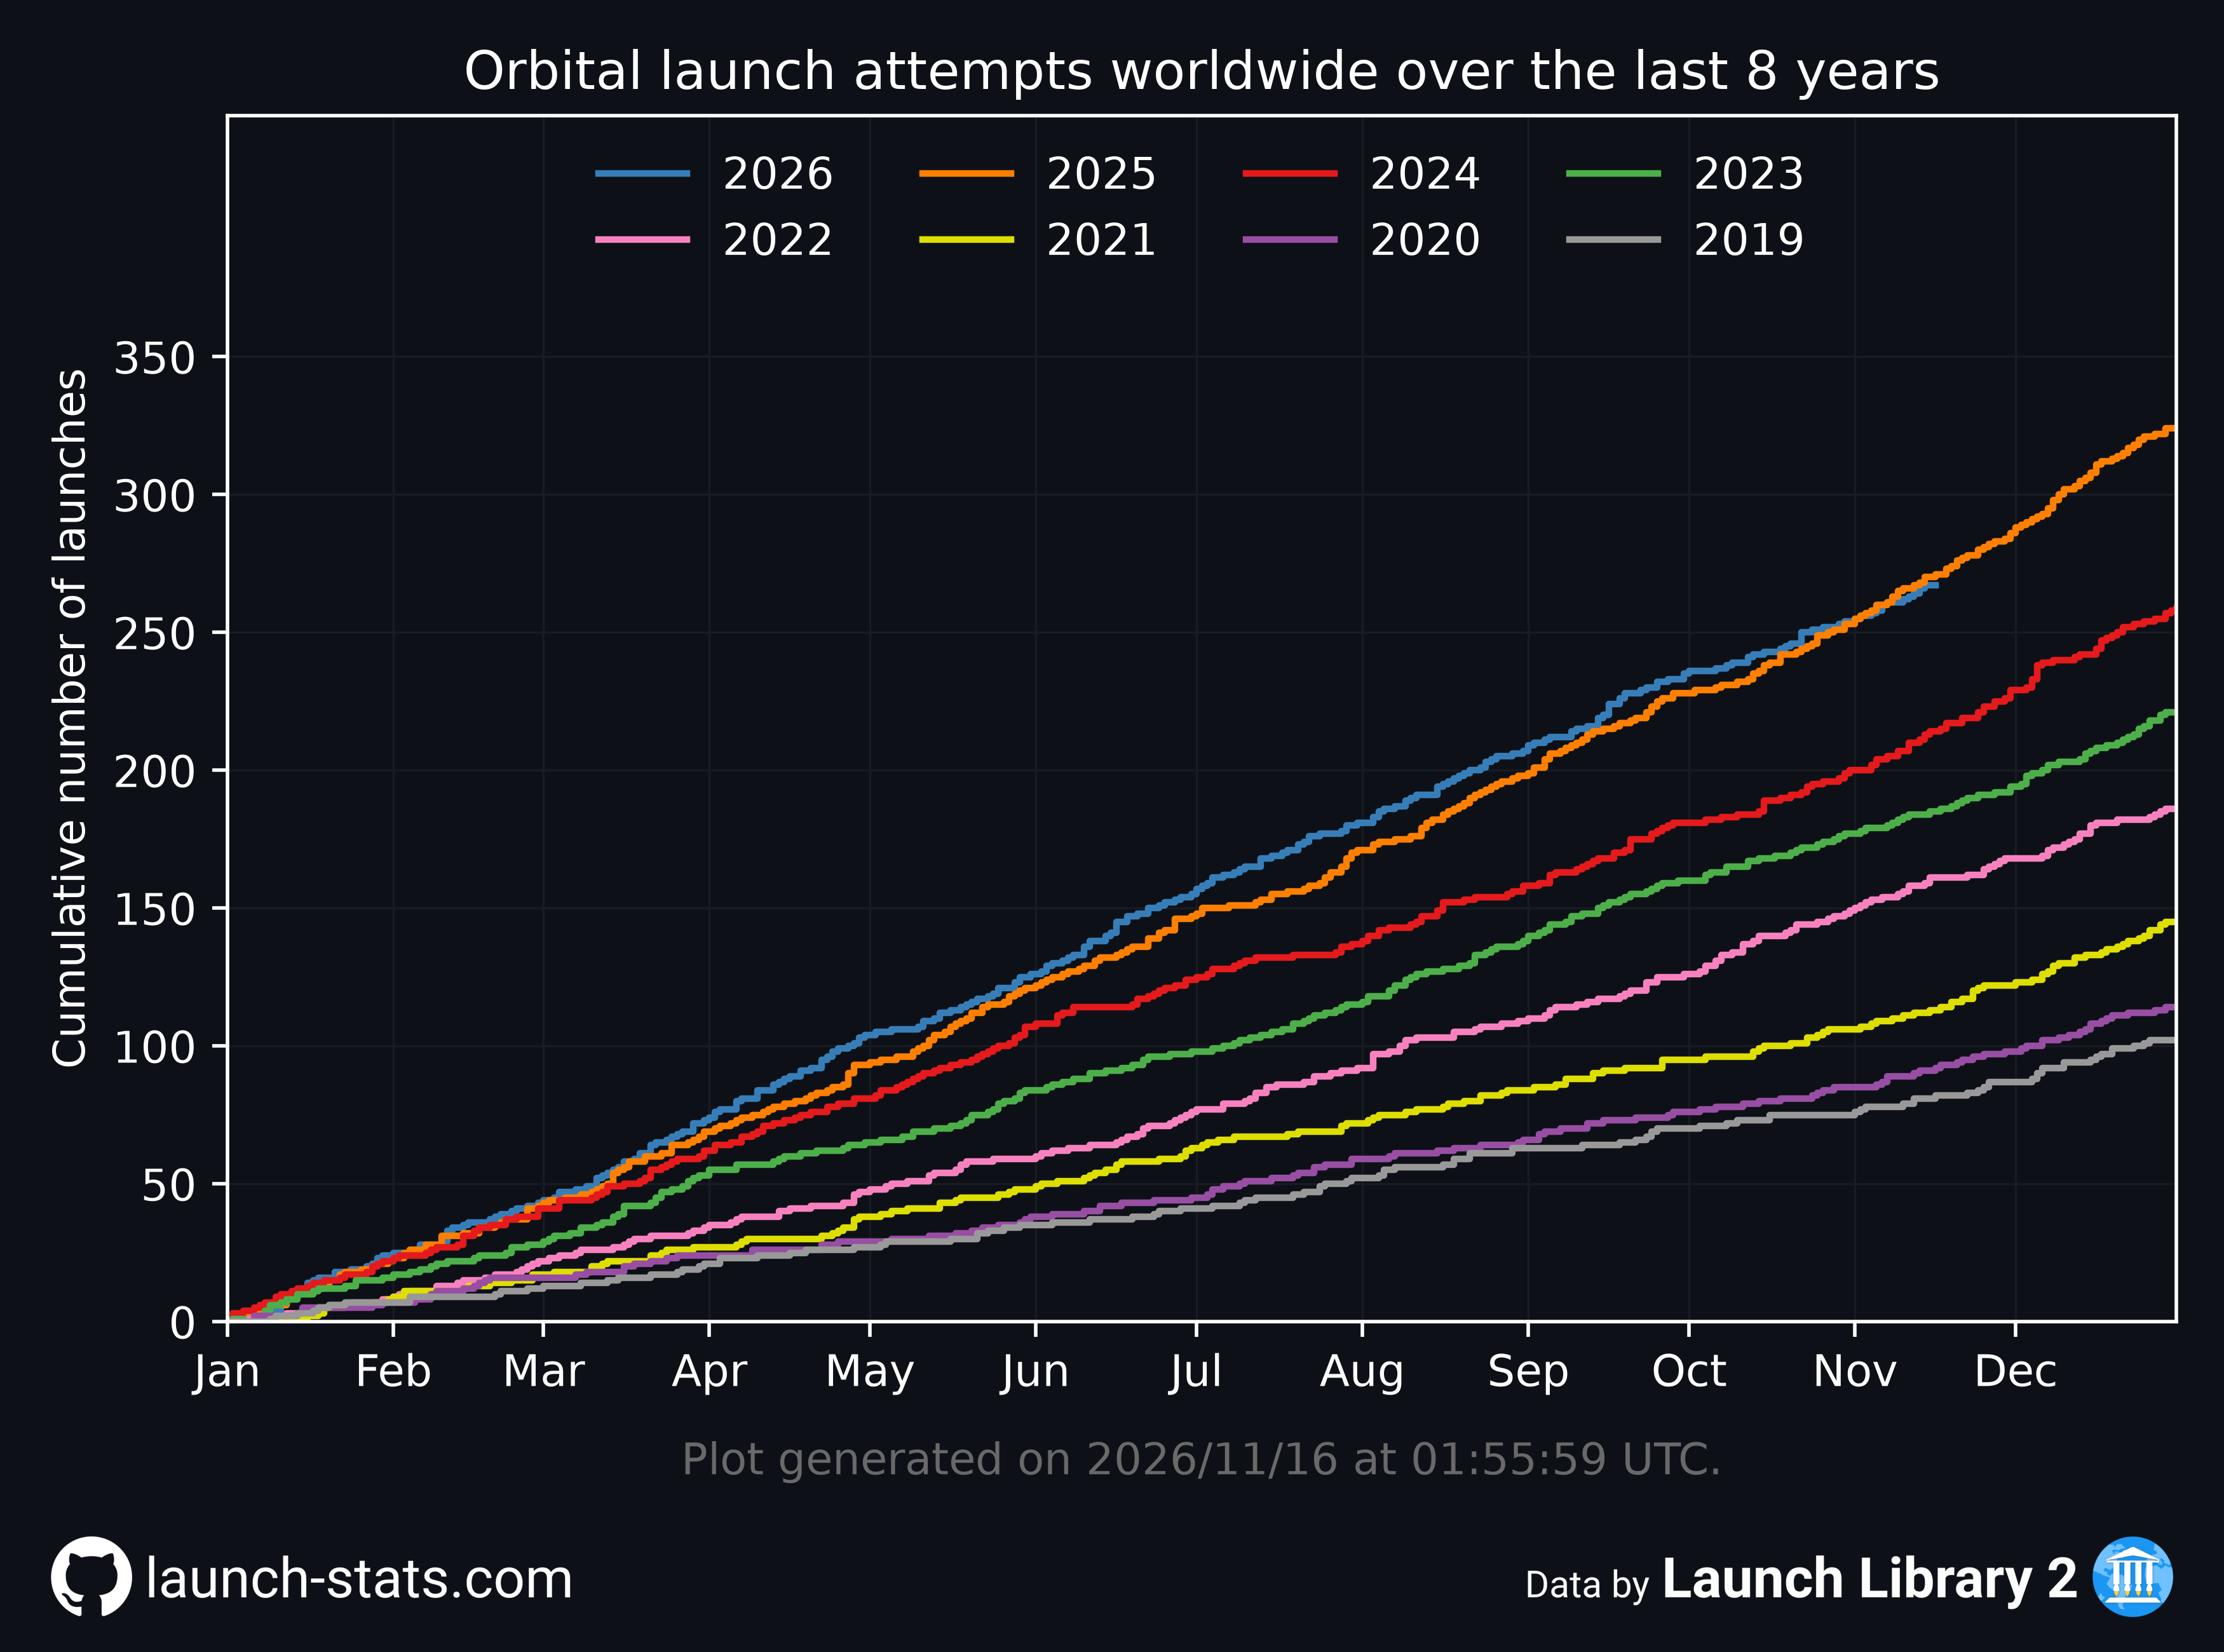 Orbital launch attempts worldwide over the last 8 years
2026 2025 2024 2023
2022 2021 2020 2019
Cumulative number of launches
350
300
250
200
150
100
50
0
Jan Feb Mar Apr May Jun Jul Aug Sep Oct Nov Dec
Plot generated on 2026/11/16 at 01:55:59 UTC.
launch-stats.com
Data by Launch Library 2